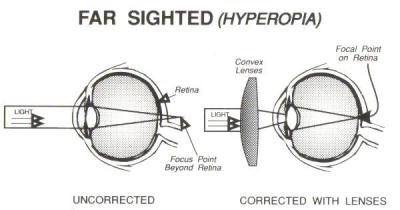 FAR SIGHTED (HYPEROPIA)
LIGHT
Retina
Focus Point
Beyond Retina
UNCORRECTED
Convex
Lenses
LIGHT
Focal Point
on Retina
CORRECTED WITH LENSES